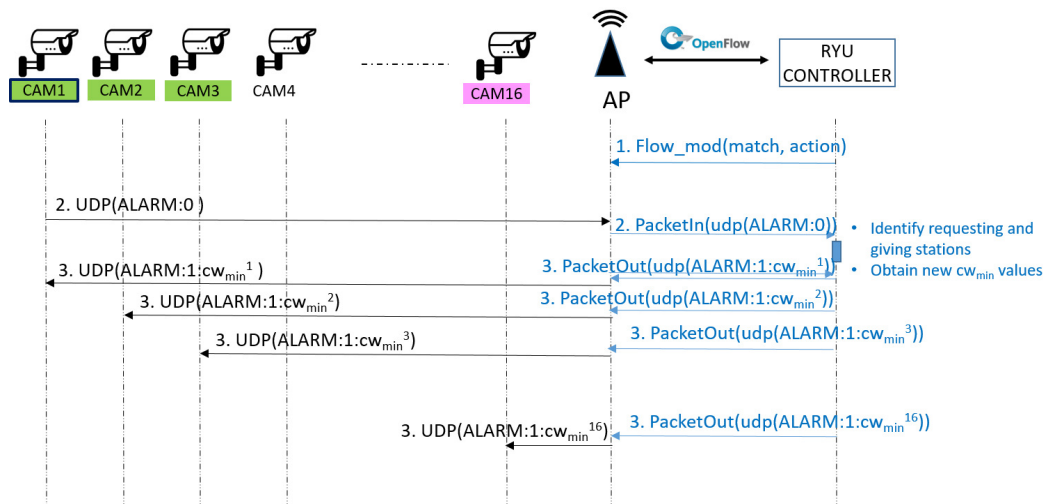 OpenFlow
RYU
CONTROLLER
CAM1
CAM2
CAM3
CAM4
CAM16
AP
1. Flow_mod(match, action)
2. UDP(ALARM:0 )
2. PacketIn(udp(ALARM:0))
• Identify requesting and
giving stations
• Obtain new cwmin values
3. UDP(ALARM:1:cwmin1 )
3. PacketOut(udp(ALARM:1:cwmin1))
3. UDP(ALARM:1:cwmin2)
3. PacketOut(udp(ALARM:1:cwmin2))
3. UDP(ALARM:1:cwmin3)
3. PacketOut(udp(ALARM:1:cwmin3))
3. UDP(ALARM:1:cwmin16)
3. PacketOut(udp(ALARM:1:cwmin16))